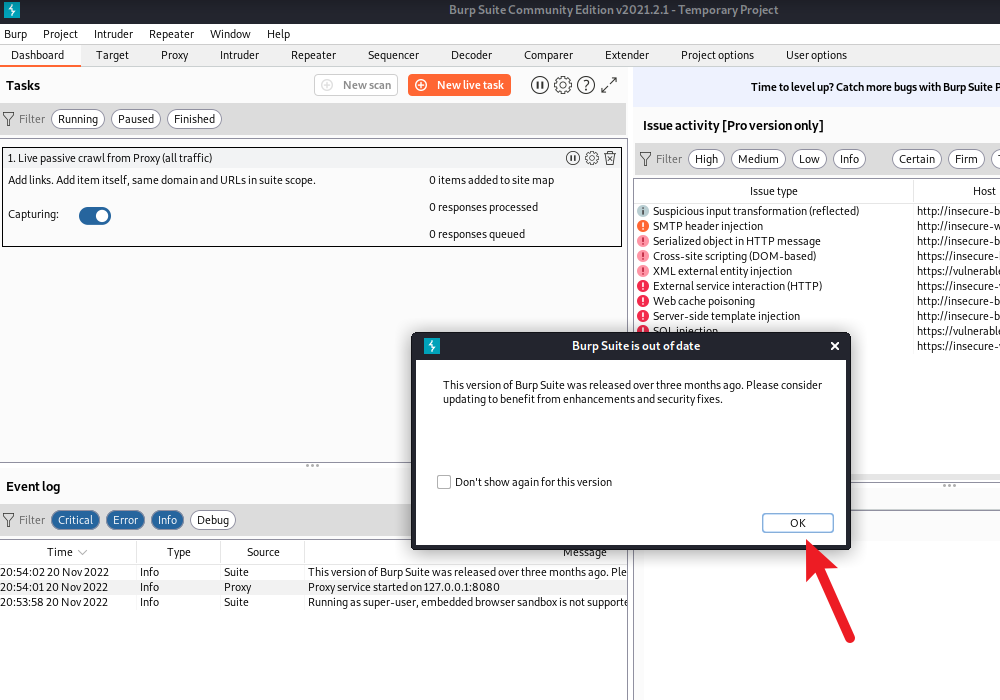 Burp Suite Community Edition v2021.2.1 - Temporary Project
Burp Project Intruder Repeater Window Help
Dashboard Target Proxy Intruder Repeater Sequencer Decoder Comparer Extender Project options User options
Tasks
New scan
New live task
Filter Running Paused Finished
1. Live passive crawl from Proxy (all traffic)
Add links. Add item itself, same domain and URLs in suite scope.
0 items added to site map
0 responses processed
Capturing:
0 responses queued
Time to level up? Catch more bugs with Burp Suite P
Issue activity [Pro version only]
Filter High Medium Low Info Certain Firm
Issue type Host
Suspicious input transformation (reflected) http://insecure-b
SMTP header injection http://insecure-w
Serialized object in HTTP message https://insecure-b
Cross-site scripting (DOM-based) https://insecure-
XML external entity injection https://vulnerable
External service interaction (HTTP) https://insecure-
Web cache poisoning http://insecure-b
Server-side template injection http://insecure-b
SQL injection https://vulnerable
https://insecure-
Burp Suite is out of date
This version of Burp Suite was released over three months ago. Please consider
updating to benefit from enhancements and security fixes.
Don't show again for this version
OK
Event log
Filter Critical Error Info Debug
Time Type Source Message
20:54:02 20 Nov 2022 Info Suite This version of Burp Suite was released over three months ago. Ple
20:54:01 20 Nov 2022 Info Proxy Proxy service started on 127.0.0.1:8080
20:53:58 20 Nov 2022 Info Suite Running as super-user, embedded browser sandbox is not supporte